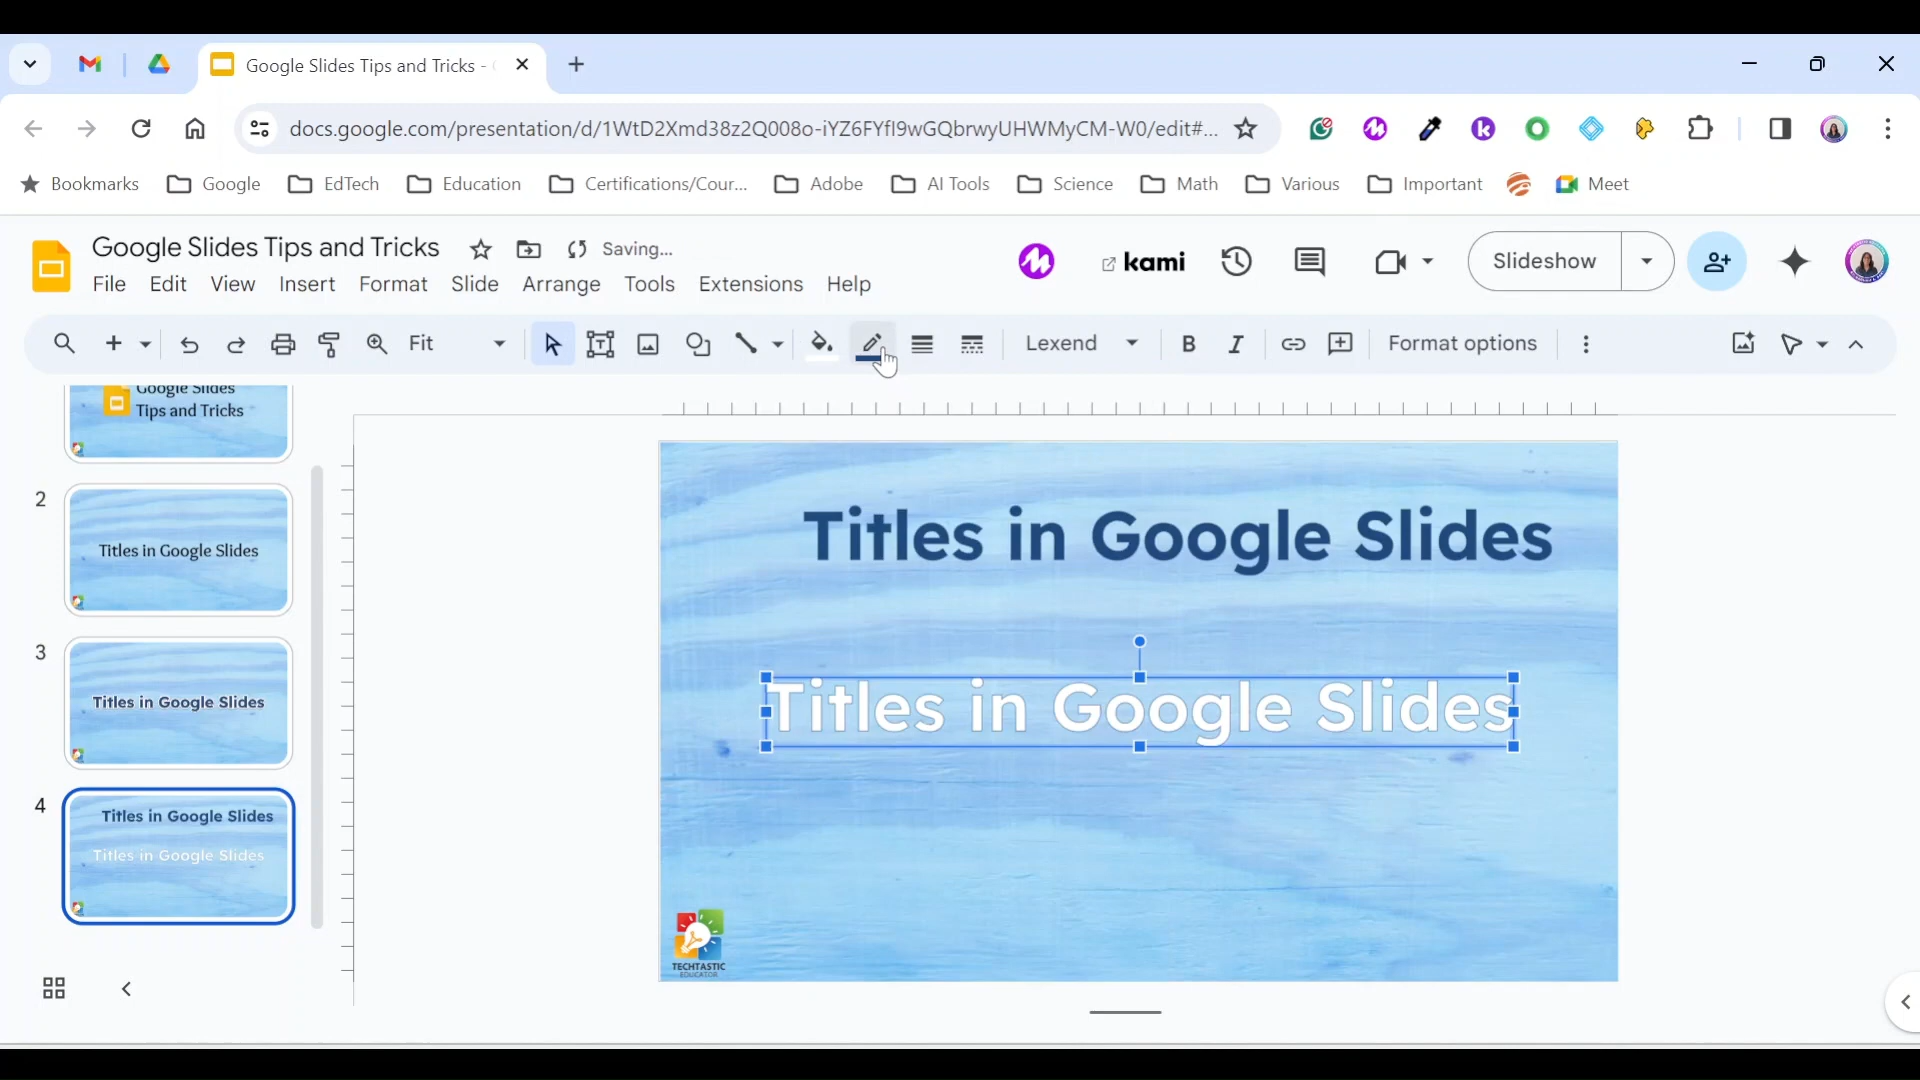 Google Slides Tips and Tricks -
docs.google.com/presentation/d/1WtD2Xmd38z2Q008o-iYZ6FYfI9wGQbrwyUHWMyCM-W0/edit#...
Bookmarks Google EdTech Education Certifications/Cour... Adobe AI Tools Science Math Various Important Meet
Google Slides Tips and Tricks Saving...
kami Slideshow
File Edit View Insert Format Slide Arrange Tools Extensions Help
Fit Lexend B I Format options
Google Slides
Tips and Tricks
2
Titles in Google Slides
3
Titles in Google Slides
4
Titles in Google Slides
Titles in Google Slides
Titles in Google Slides
Titles in Google Slides
TECHTASTIC
EDUCATOR